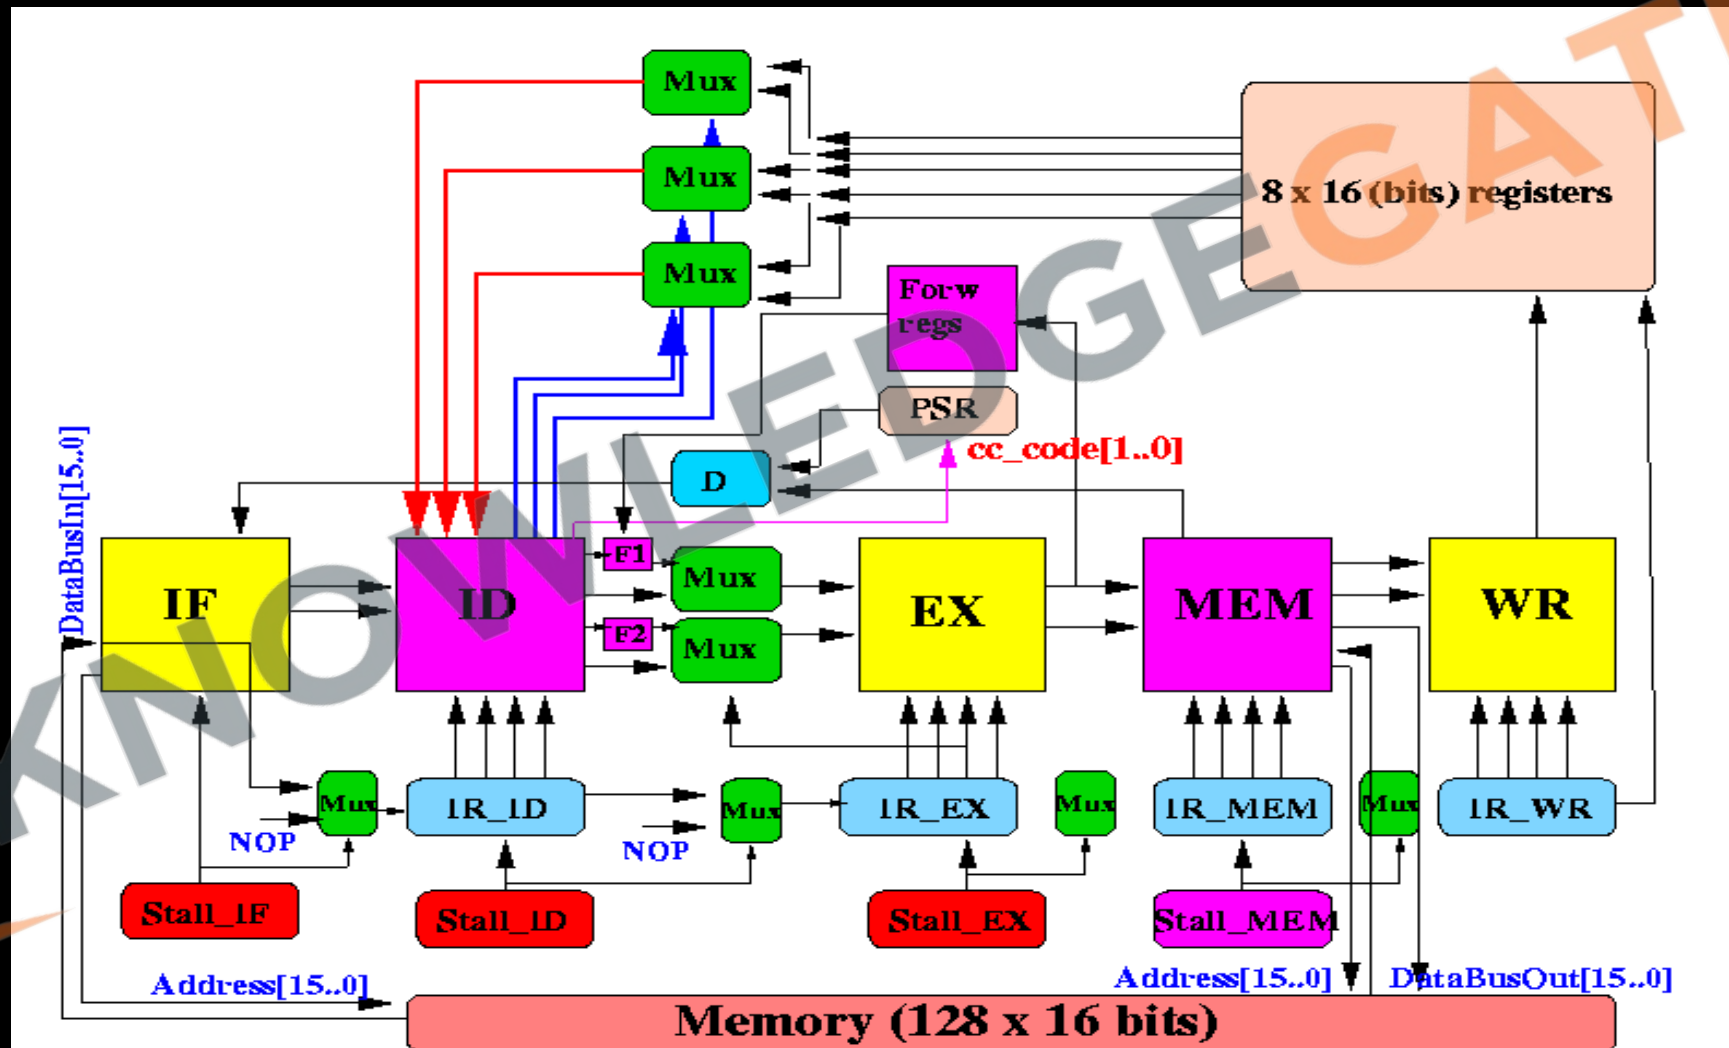 Mux
Mux
8 x 16 (bits) registers
Mux
Forw
regs
PSR
cc_code[1..0]
D
DataBusIn[15..0]
IF
ID
F1
Mux
F2
Mux
EX
MEM
WR
Mux
IR_ID
Mux
IR_EX
Mux
IR_MEM
Mux
IR_WR
NOP
NOP
Stall_IF
Stall_ID
Stall_EX
Stall_MEM
Address[15..0]
Address[15..0]
DataBusOut[15..0]
Memory (128 x 16 bits)
KNOWLEDGEGATE